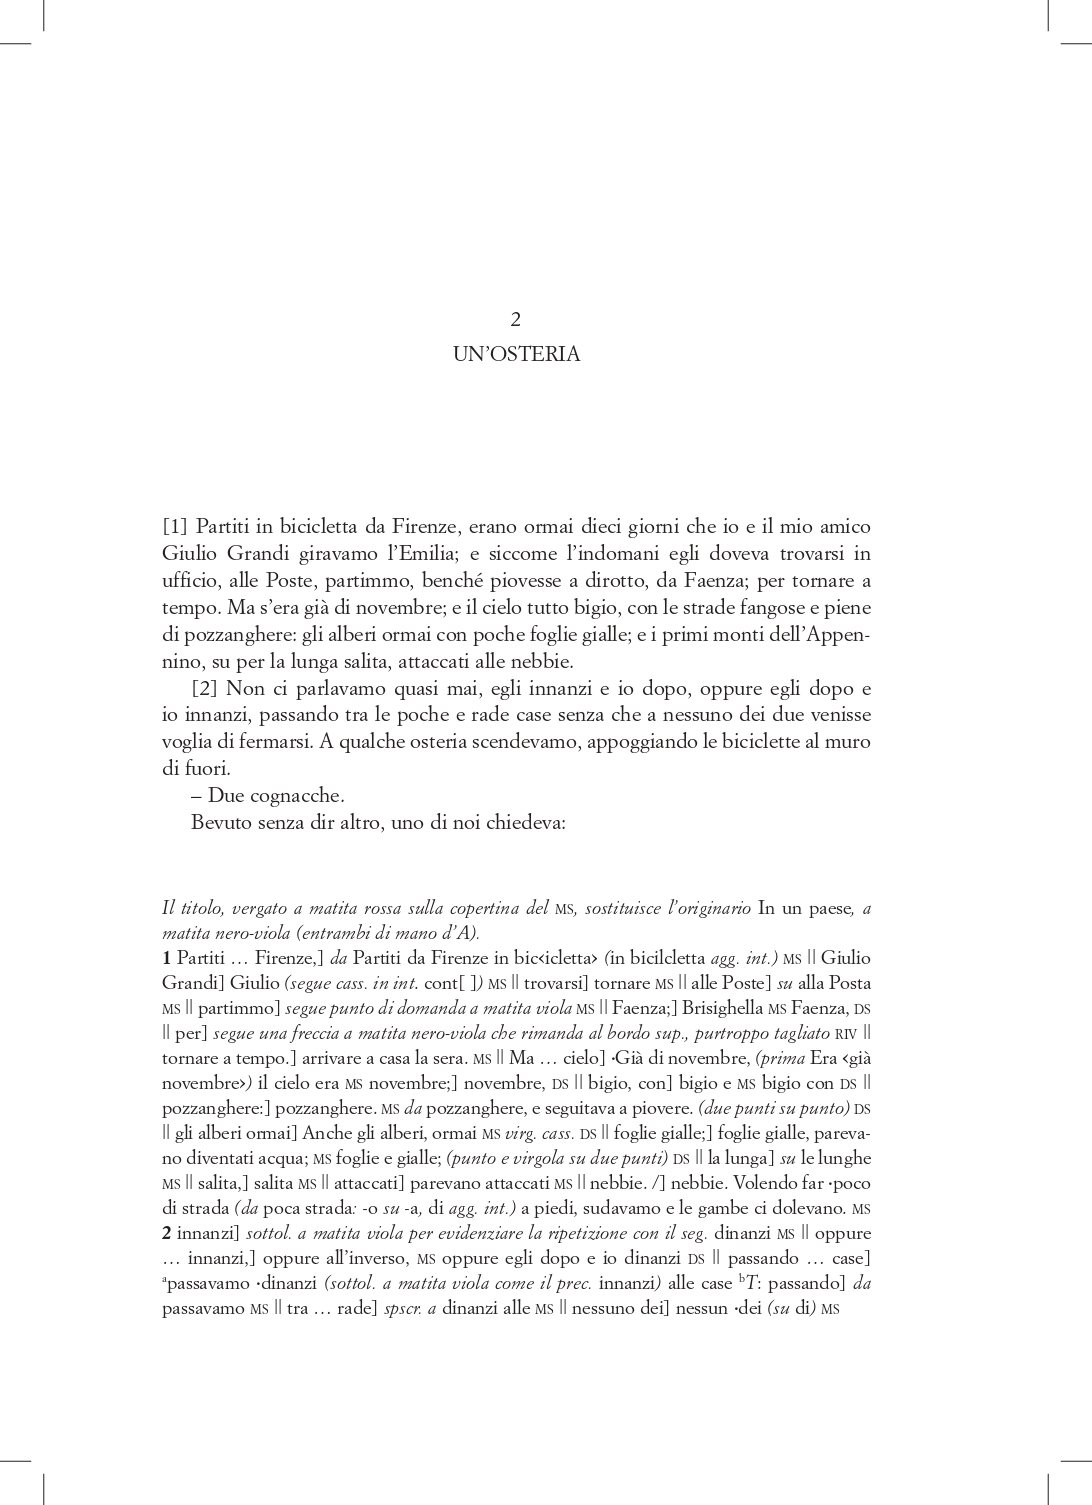 2
UN’OSTERIA
[1] Partiti in bicicletta da Firenze, erano ormai dieci giorni che io e il mio amico
Giulio Grandi giravamo l’Emilia; e siccome l’indomani egli doveva trovarsi in
ufficio, alle Poste, partimmo, benché piovesse a dirotto, da Faenza; per tornare a
tempo. Ma s’era già di novembre; e il cielo tutto bigio, con le strade fangose e piene
di pozzanghere: gli alberi ormai con poche foglie gialle; e i primi monti dell’Appen-
nino, su per la lunga salita, attaccati alle nebbie.
[2] Non ci parlavamo quasi mai, egli innanzi e io dopo, oppure egli dopo e
io innanzi, passando tra le poche e rade case senza che a nessuno dei due venisse
voglia di fermarsi. A qualche osteria scendevamo, appoggiando le biciclette al muro
di fuori.
– Due cognacche.
Bevuto senza dir altro, uno di noi chiedeva:
Il titolo, vergato a matita rossa sulla copertina del MS, sostituisce l’originario In un paese, a
matita nero-viola (entrambi di mano d’A).
1 Partiti … Firenze,] da Partiti da Firenze in bic‹icletta› (in bicilcletta agg. int.) MS || Giulio
Grandi] Giulio (segue cass. in int. cont[ ]) MS || trovarsi] tornare MS || alle Poste] su alla Posta
MS || partimmo] segue punto di domanda a matita viola MS || Faenza;] Brisighella MS Faenza, DS
|| per] segue una freccia a matita nero-viola che rimanda al bordo sup., purtroppo tagliato RIV ||
tornare a tempo.] arrivare a casa la sera. MS || Ma … cielo] ·Già di novembre, (prima Era ‹già
novembre›) il cielo era MS novembre;] novembre, DS || bigio, con] bigio e MS bigio con DS ||
pozzanghere:] pozzanghere. MS da pozzanghere, e seguitava a piovere. (due punti su punto) DS
|| gli alberi ormai] Anche gli alberi, ormai MS virg. cass. DS || foglie gialle;] foglie gialle, pareva-
no diventati acqua; MS foglie e gialle; (punto e virgola su due punti) DS || la lunga] su le lunghe
MS || salita,] salita MS || attaccati] parevano attaccati MS || nebbie. /] nebbie. Volendo far ·poco
di strada (da poca strada: -o su -a, di agg. int.) a piedi, sudavamo e le gambe ci dolevano. MS
2 innanzi] sottol. a matita viola per evidenziare la ripetizione con il seg. dinanzi MS || oppure
… innanzi,] oppure all’inverso, MS oppure egli dopo e io dinanzi DS || passando … case]
ᵃpassavamo ·dinanzi (sottol. a matita viola come il prec. innanzi) alle case ᵇT: passando] da
passavamo MS || tra … rade] spscr. a dinanzi alle MS || nessuno dei] nessun ·dei (su di) MS